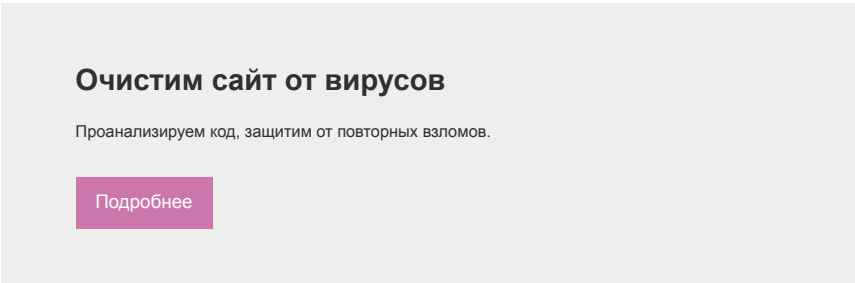 Очистим сайт от вирусов
Проанализируем код, защитим от повторных взломов.
Подробнее